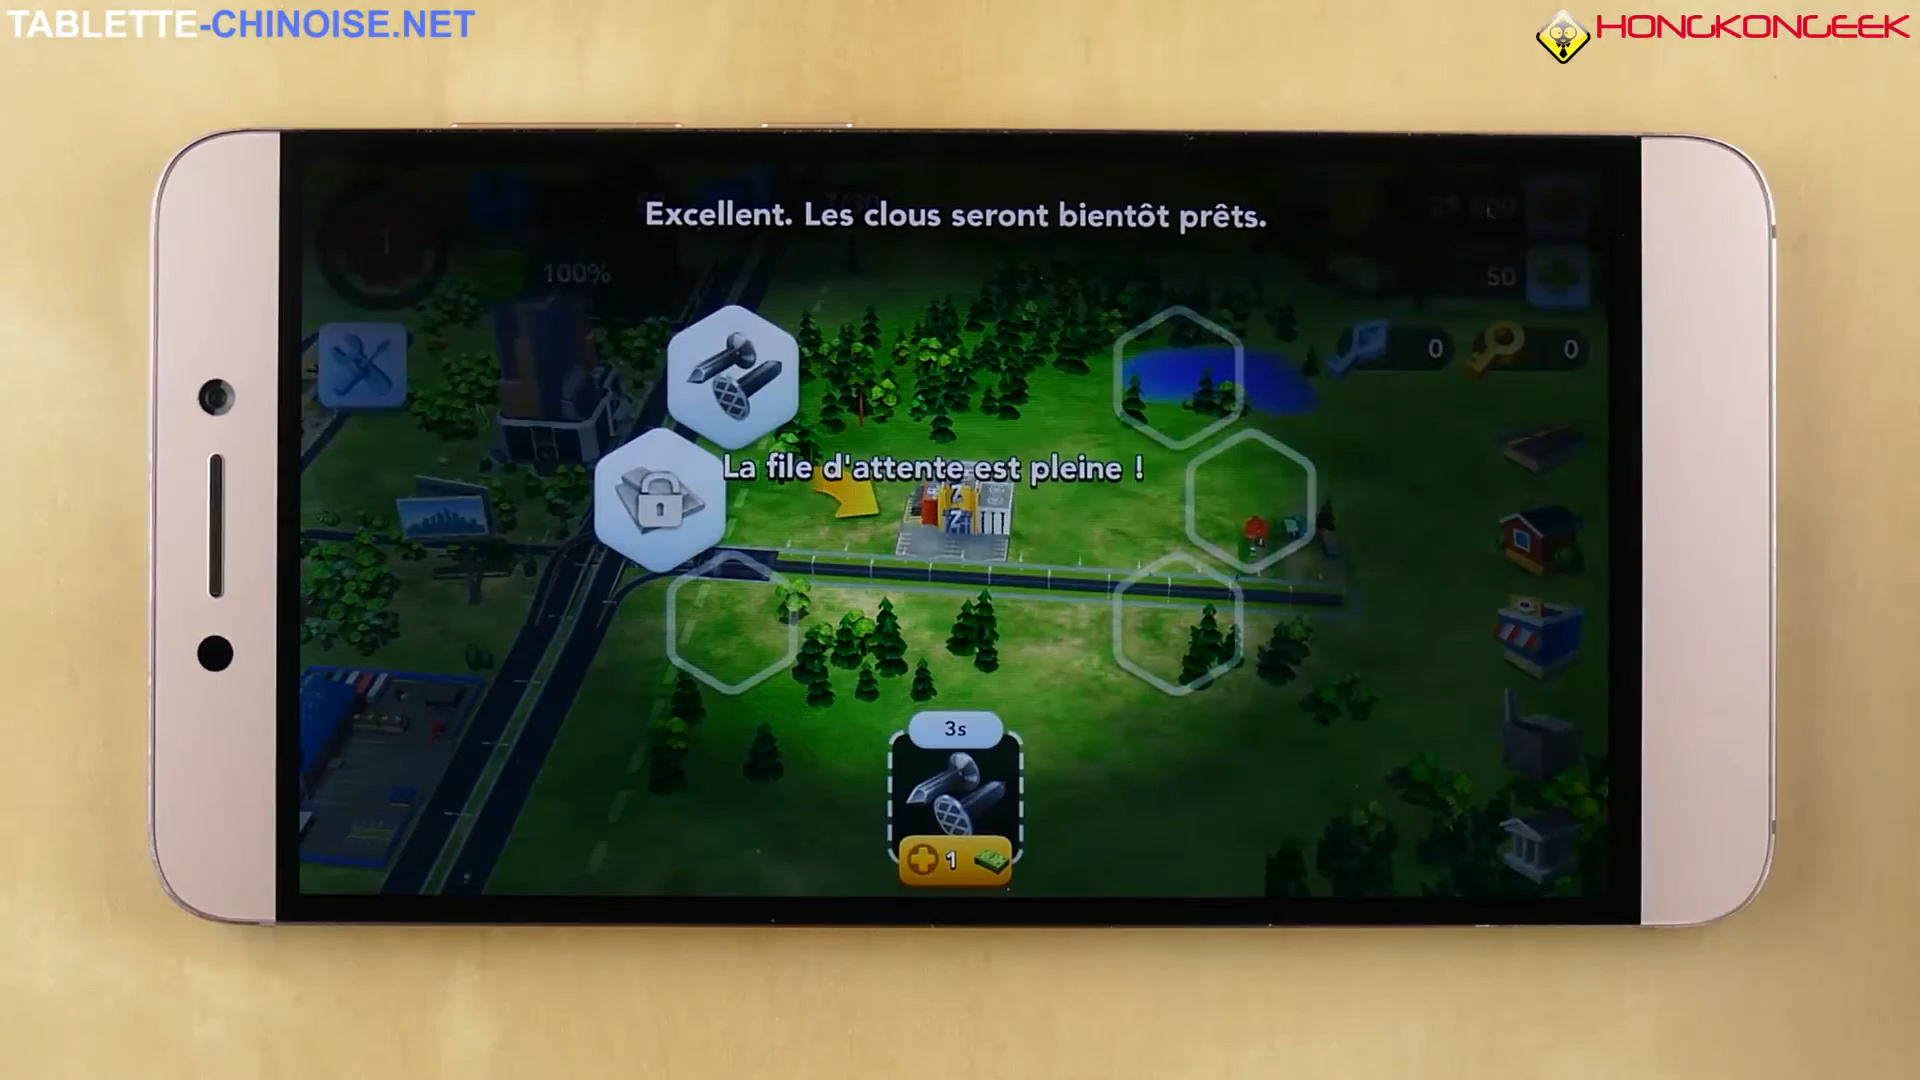 TABLETTE-CHINOISE.NET
HONGKONGEEK
Excellent. Les clous seront bientôt prêts.
100%
50
0
0
La file d'attente est pleine !
Z
Z
3s
1